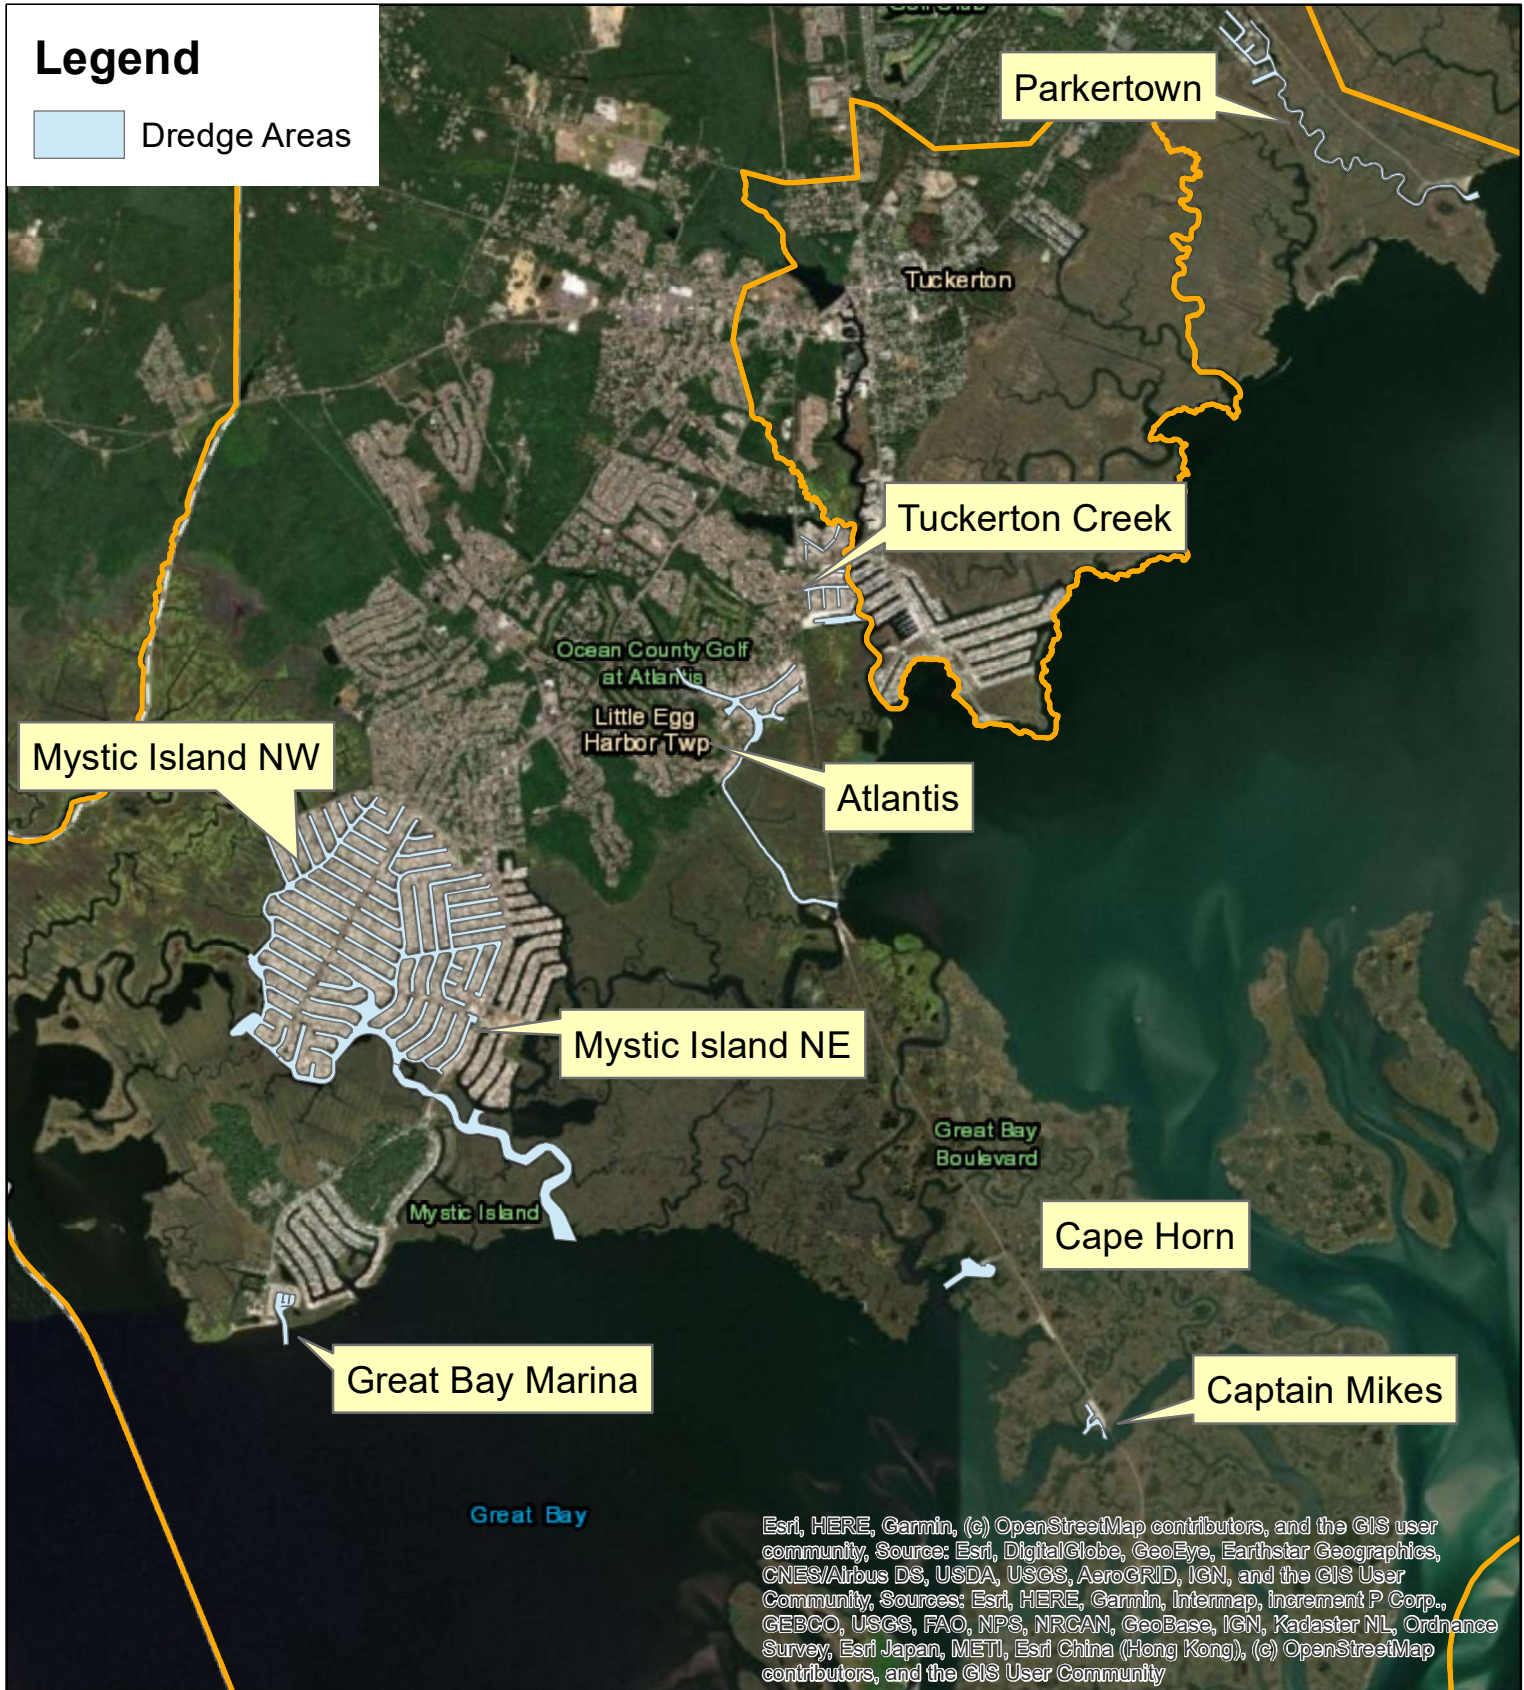 Golf Club
Legend
Dredge Areas
Parkertown
Tuckerton
Tuckerton Creek
Ocean County Golf
at Atlantis
Little Egg
Harbor Twp
Mystic Island NW
Atlantis
Mystic Island NE
Great Bay
Boulevard
Mystic Island
Cape Horn
Great Bay Marina
Captain Mikes
Great Bay
Esri, HERE, Garmin, (c) OpenStreetMap contributors, and the GIS user
community, Source: Esri, DigitalGlobe, GeoEye, Earthstar Geographics,
CNES/Airbus DS, USDA, USGS, AeroGRID, IGN, and the GIS User
Community, Sources: Esri, HERE, Garmin, Intermap, increment P Corp.,
GEBCO, USGS, FAO, NPS, NRCAN, GeoBase, IGN, Kadaster NL, Ordnance
Survey, Esri Japan, METI, Esri China (Hong Kong), (c) OpenStreetMap
contributors, and the GIS User Community